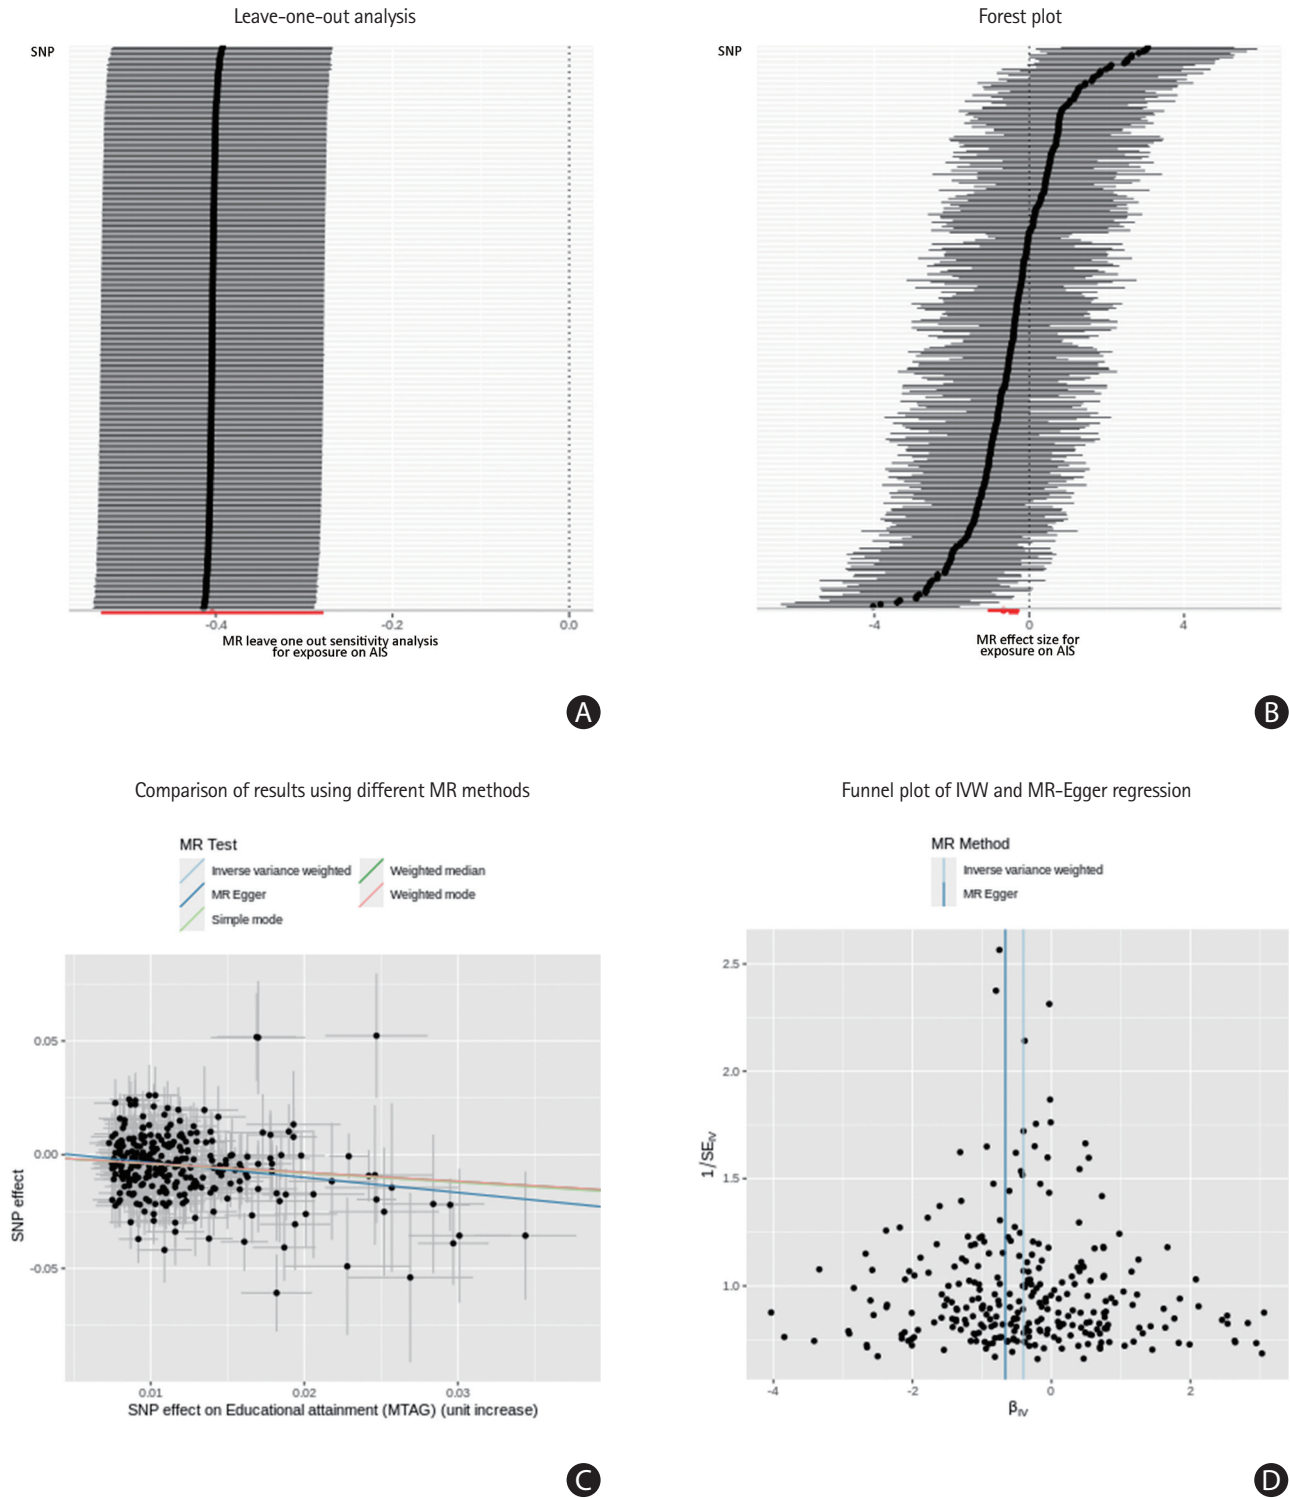 Leave-one-out analysis
SNP
-0.4
-0.2
0.0
MR leave one out sensitivity analysis
for exposure on AIS
A
Forest plot
SNP
-4
0
4
MR effect size for
exposure on AIS
B
Comparison of results using different MR methods
MR Test
Inverse variance weighted
Weighted median
MR Egger
Weighted mode
Simple mode
SNP effect
0.05
0.00
-0.05
0.01
0.02
0.03
SNP effect on Educational attainment (MTAG) (unit increase)
C
Funnel plot of IVW and MR-Egger regression
MR Method
Inverse variance weighted
MR Egger
1/SE_IV
2.5
2.0
1.5
1.0
-4
-2
0
2
β_IV
D